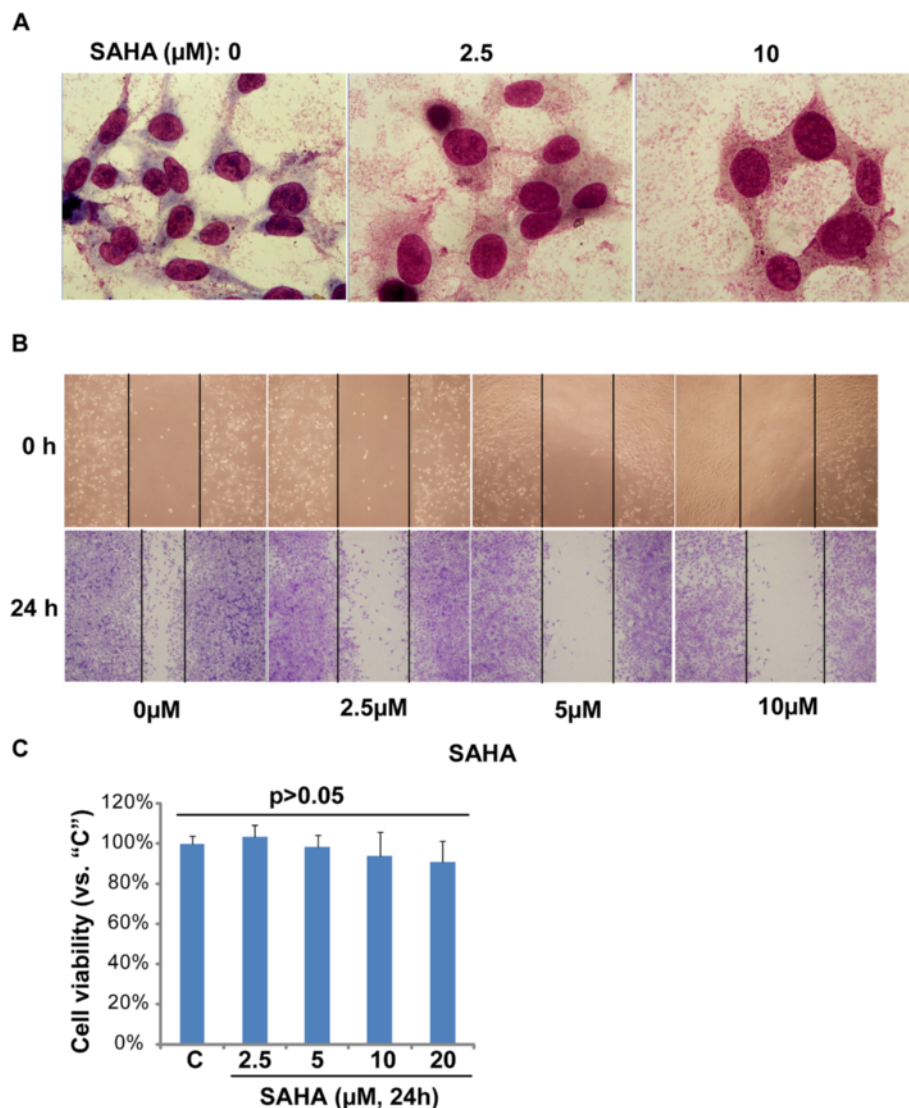 A
SAHA (µM): 0 2.5 10
B
0 h
24 h
0µM 2.5µM 5µM 10µM
SAHA
C
p>0.05
Cell viability (vs. “C”)
120%
100%
80%
60%
40%
20%
0%
C 2.5 5 10 20
SAHA (µM, 24h)